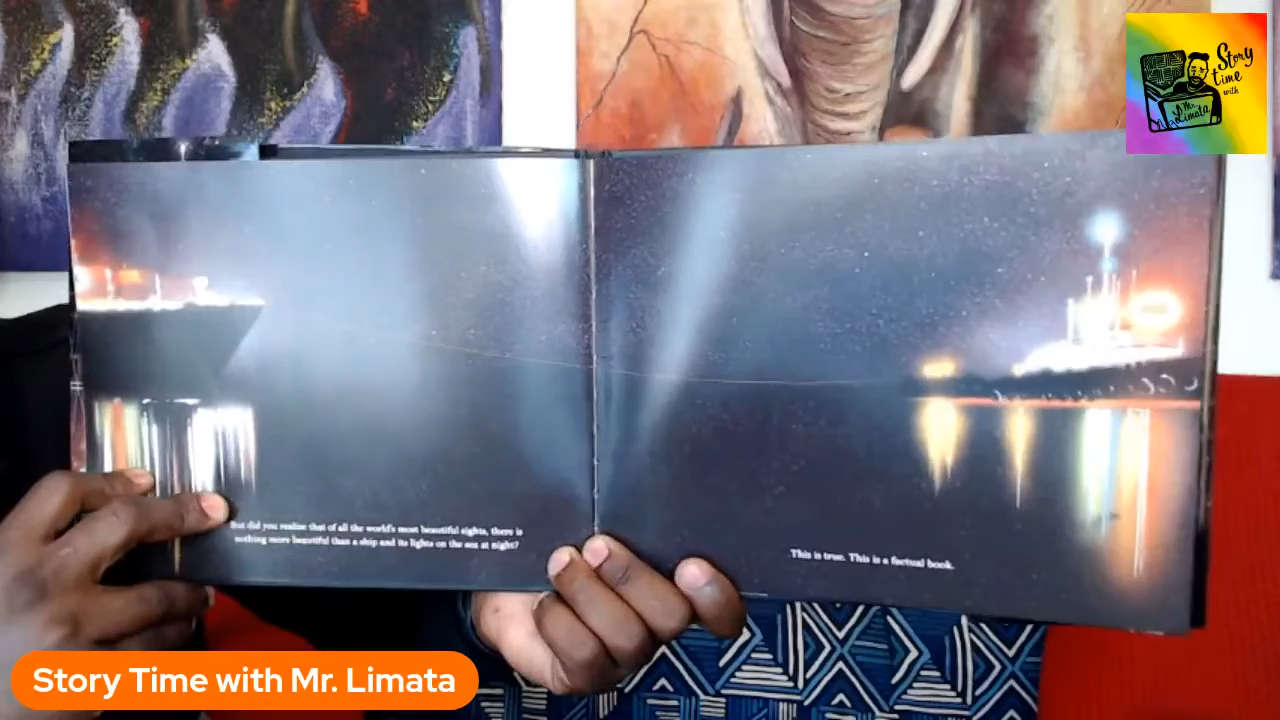 Story
time
with
Mr.
Limata
But did you realize that of all the world's most beautiful sights, there is
nothing more beautiful than a ship and its lights on the sea at night?
This is true. This is a factual book.
Story Time with Mr. Limata